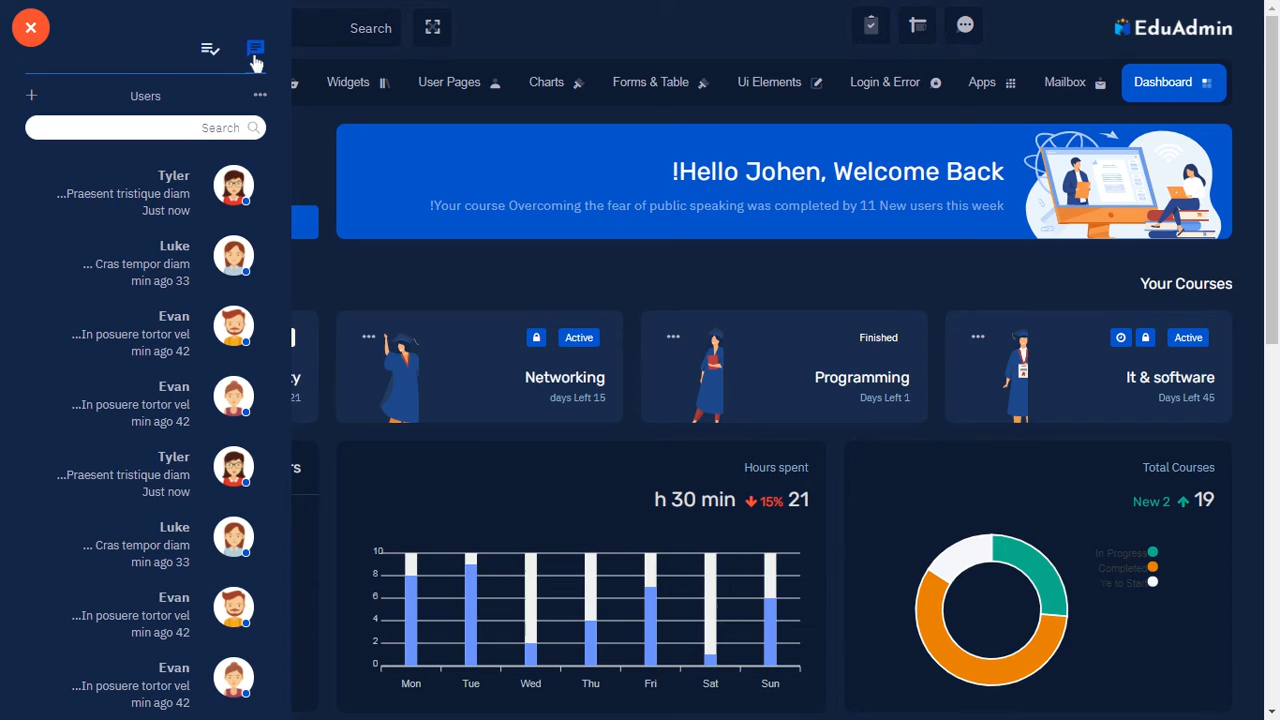 Search
EduAdmin
Widgets
User Pages
Charts
Forms & Table
Ui Elements
Login & Error
Apps
Mailbox
Dashboard
Users
Search
Tyler
...Praesent tristique diam
Just now
Luke
... Cras tempor diam
min ago 33
Evan
...In posuere tortor vel
min ago 42
Evan
...In posuere tortor vel
min ago 42
Tyler
...Praesent tristique diam
Just now
Luke
... Cras tempor diam
min ago 33
Evan
...In posuere tortor vel
min ago 42
Evan
...In posuere tortor vel
min ago 42
!Hello Johen, Welcome Back
!Your course Overcoming the fear of public speaking was completed by 11 New users this week
Your Courses
ty
21
Active
Networking
days Left 15
Finished
Programming
Days Left 1
Active
It & software
Days Left 45
rs
Hours spent
h 30 min 15% 21
10
8
6
4
2
0
Mon Tue Wed Thu Fri Sat Sun
Total Courses
New 2 19
In Progress
Completed
Ye to Start